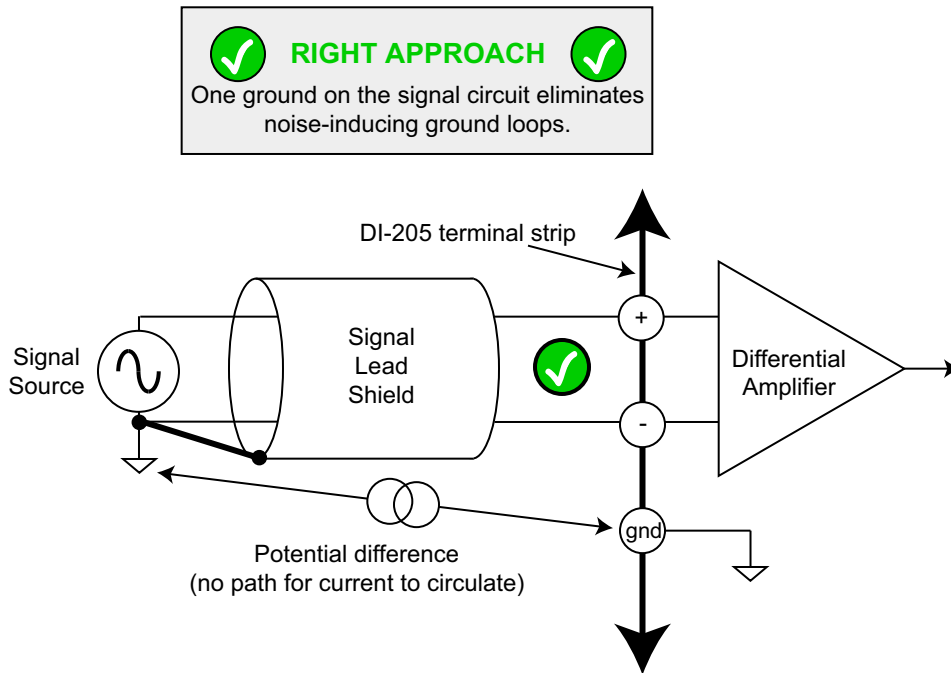 RIGHT APPROACH
One ground on the signal circuit eliminates
noise-inducing ground loops.
DI-205 terminal strip
Signal
Source
Signal
Lead
Shield
+
-
Differential
Amplifier
gnd
Potential difference
(no path for current to circulate)